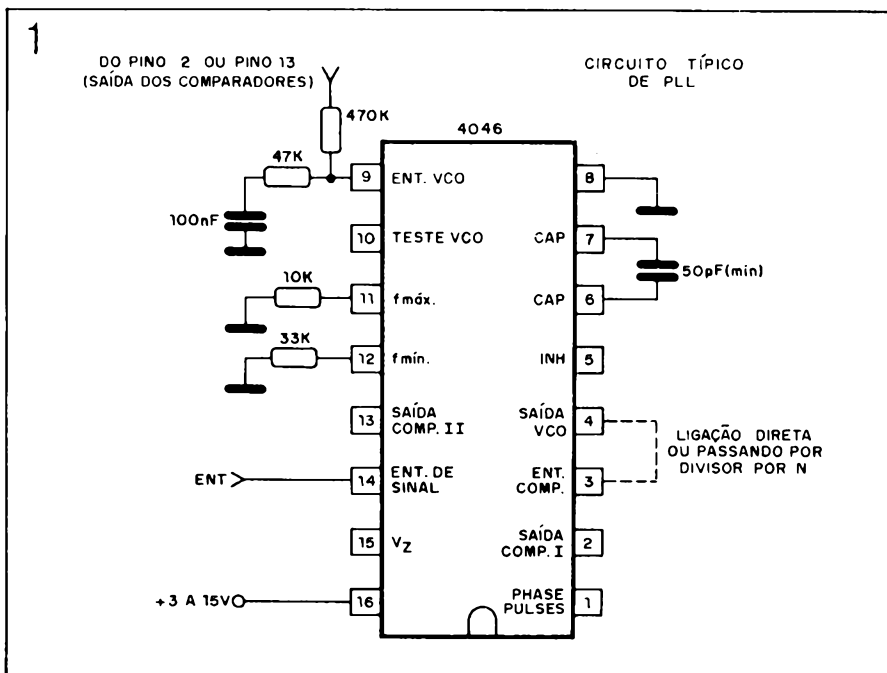 1
DO PINO 2 OU PINO 13
(SAÍDA DOS COMPARADORES)
CIRCUITO TÍPICO
DE PLL
470K
4046
47K
9
ENT. VCO
8
100nF
10
TESTE VCO
CAP
7
50pF(min)
10K
11
fmáx.
CAP
6
33K
12
fmín.
INH
5
13
SAÍDA
COMP. II
SAÍDA
VCO
4
LIGAÇÃO DIRETA
OU PASSANDO POR
DIVISOR POR N
ENT
14
ENT. DE
SINAL
ENT.
COMP.
3
15
VZ
SAÍDA
COMP. I
2
+3 A 15V
16
PHASE
PULSES
1